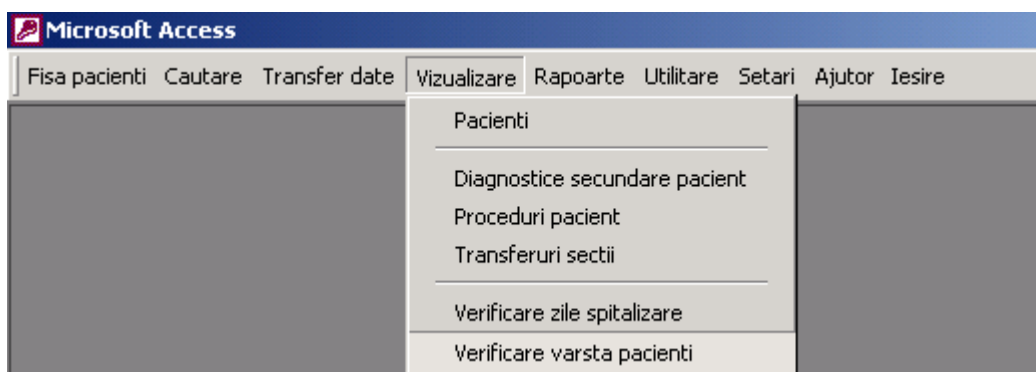 Microsoft Access
Fisa pacienti Cautare Transfer date Vizualizare Rapoarte Utilitare Setari Ajutor Iesire
Pacienti
Diagnostice secundare pacient
Proceduri pacient
Transferuri sectii
Verificare zile spitalizare
Verificare varsta pacienti